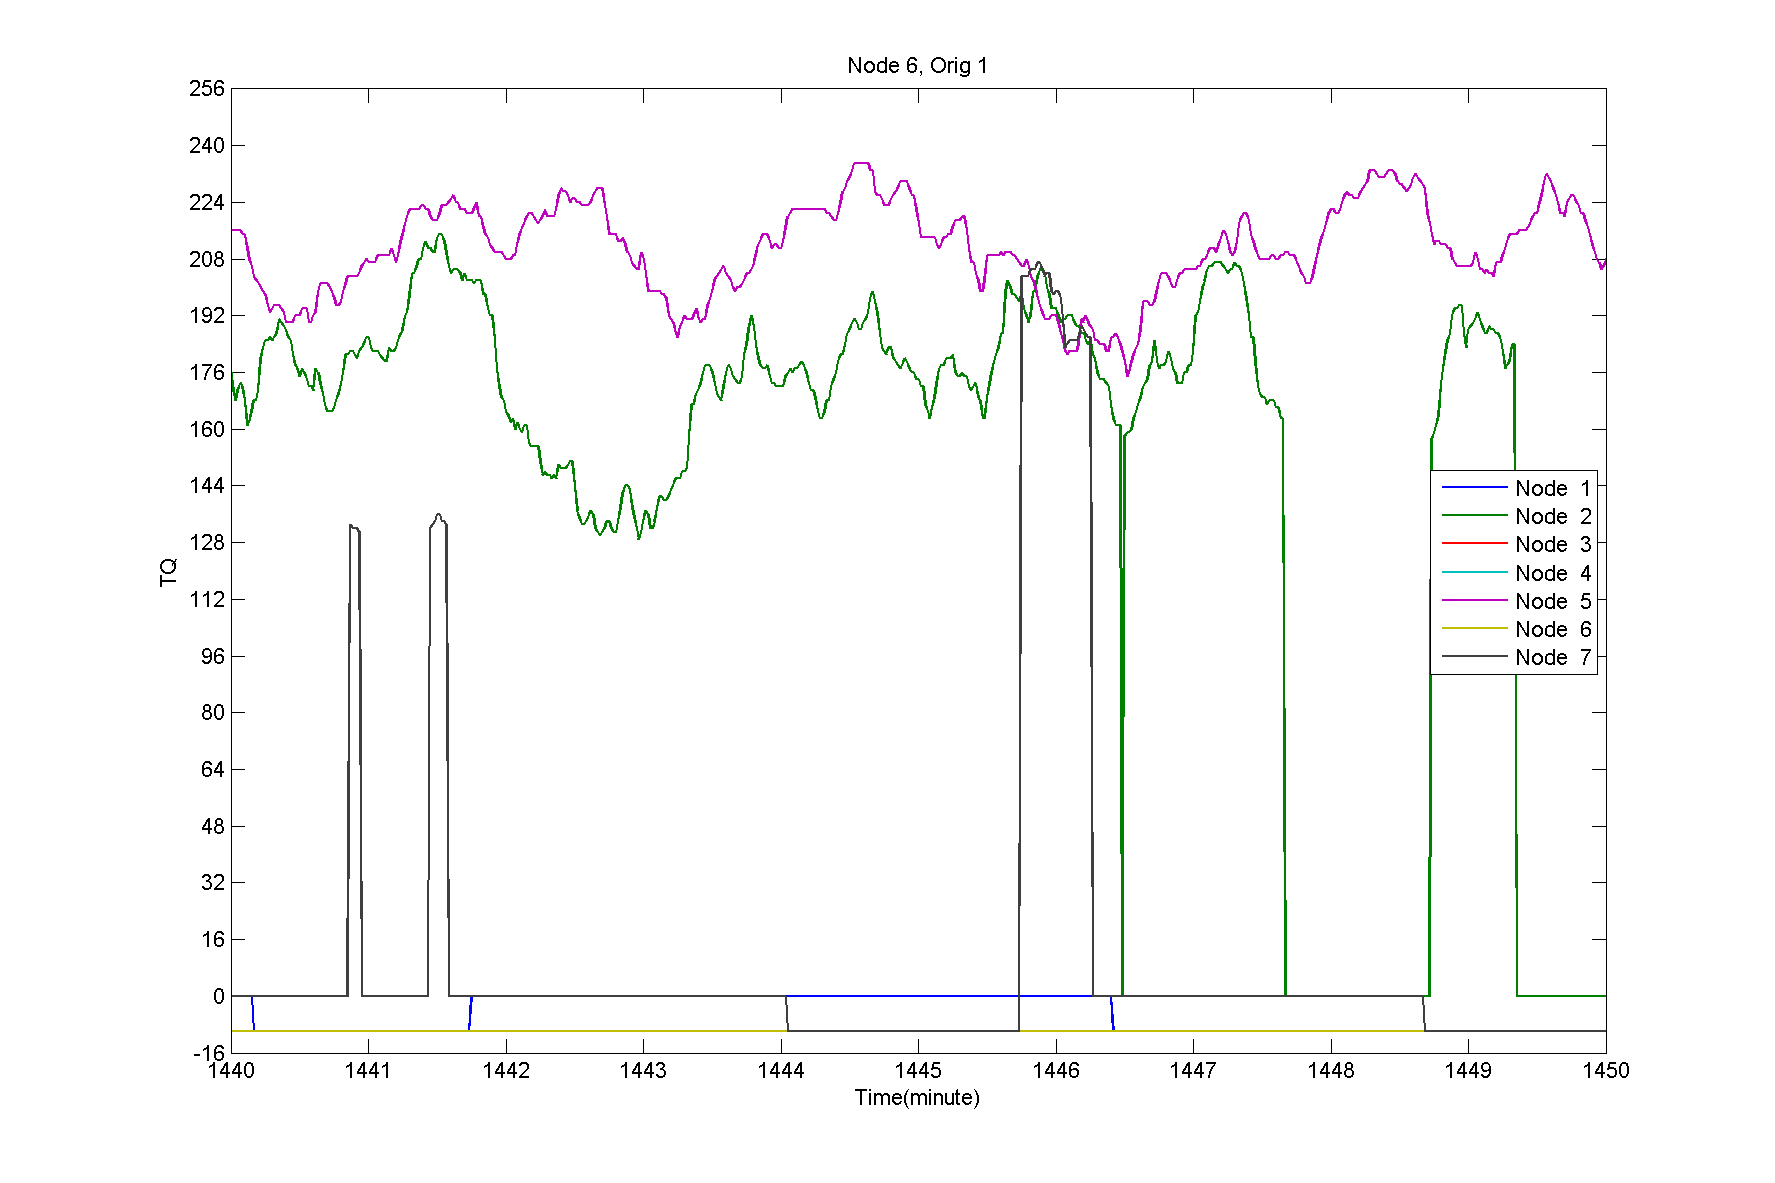 Node 6, Orig 1
256
240
224
208
192
176
160
144
128
112
96
80
64
48
32
16
0
-16
TQ
Node 1
Node 2
Node 3
Node 4
Node 5
Node 6
Node 7
1440 1441 1442 1443 1444 1445 1446 1447 1448 1449 1450
Time(minute)